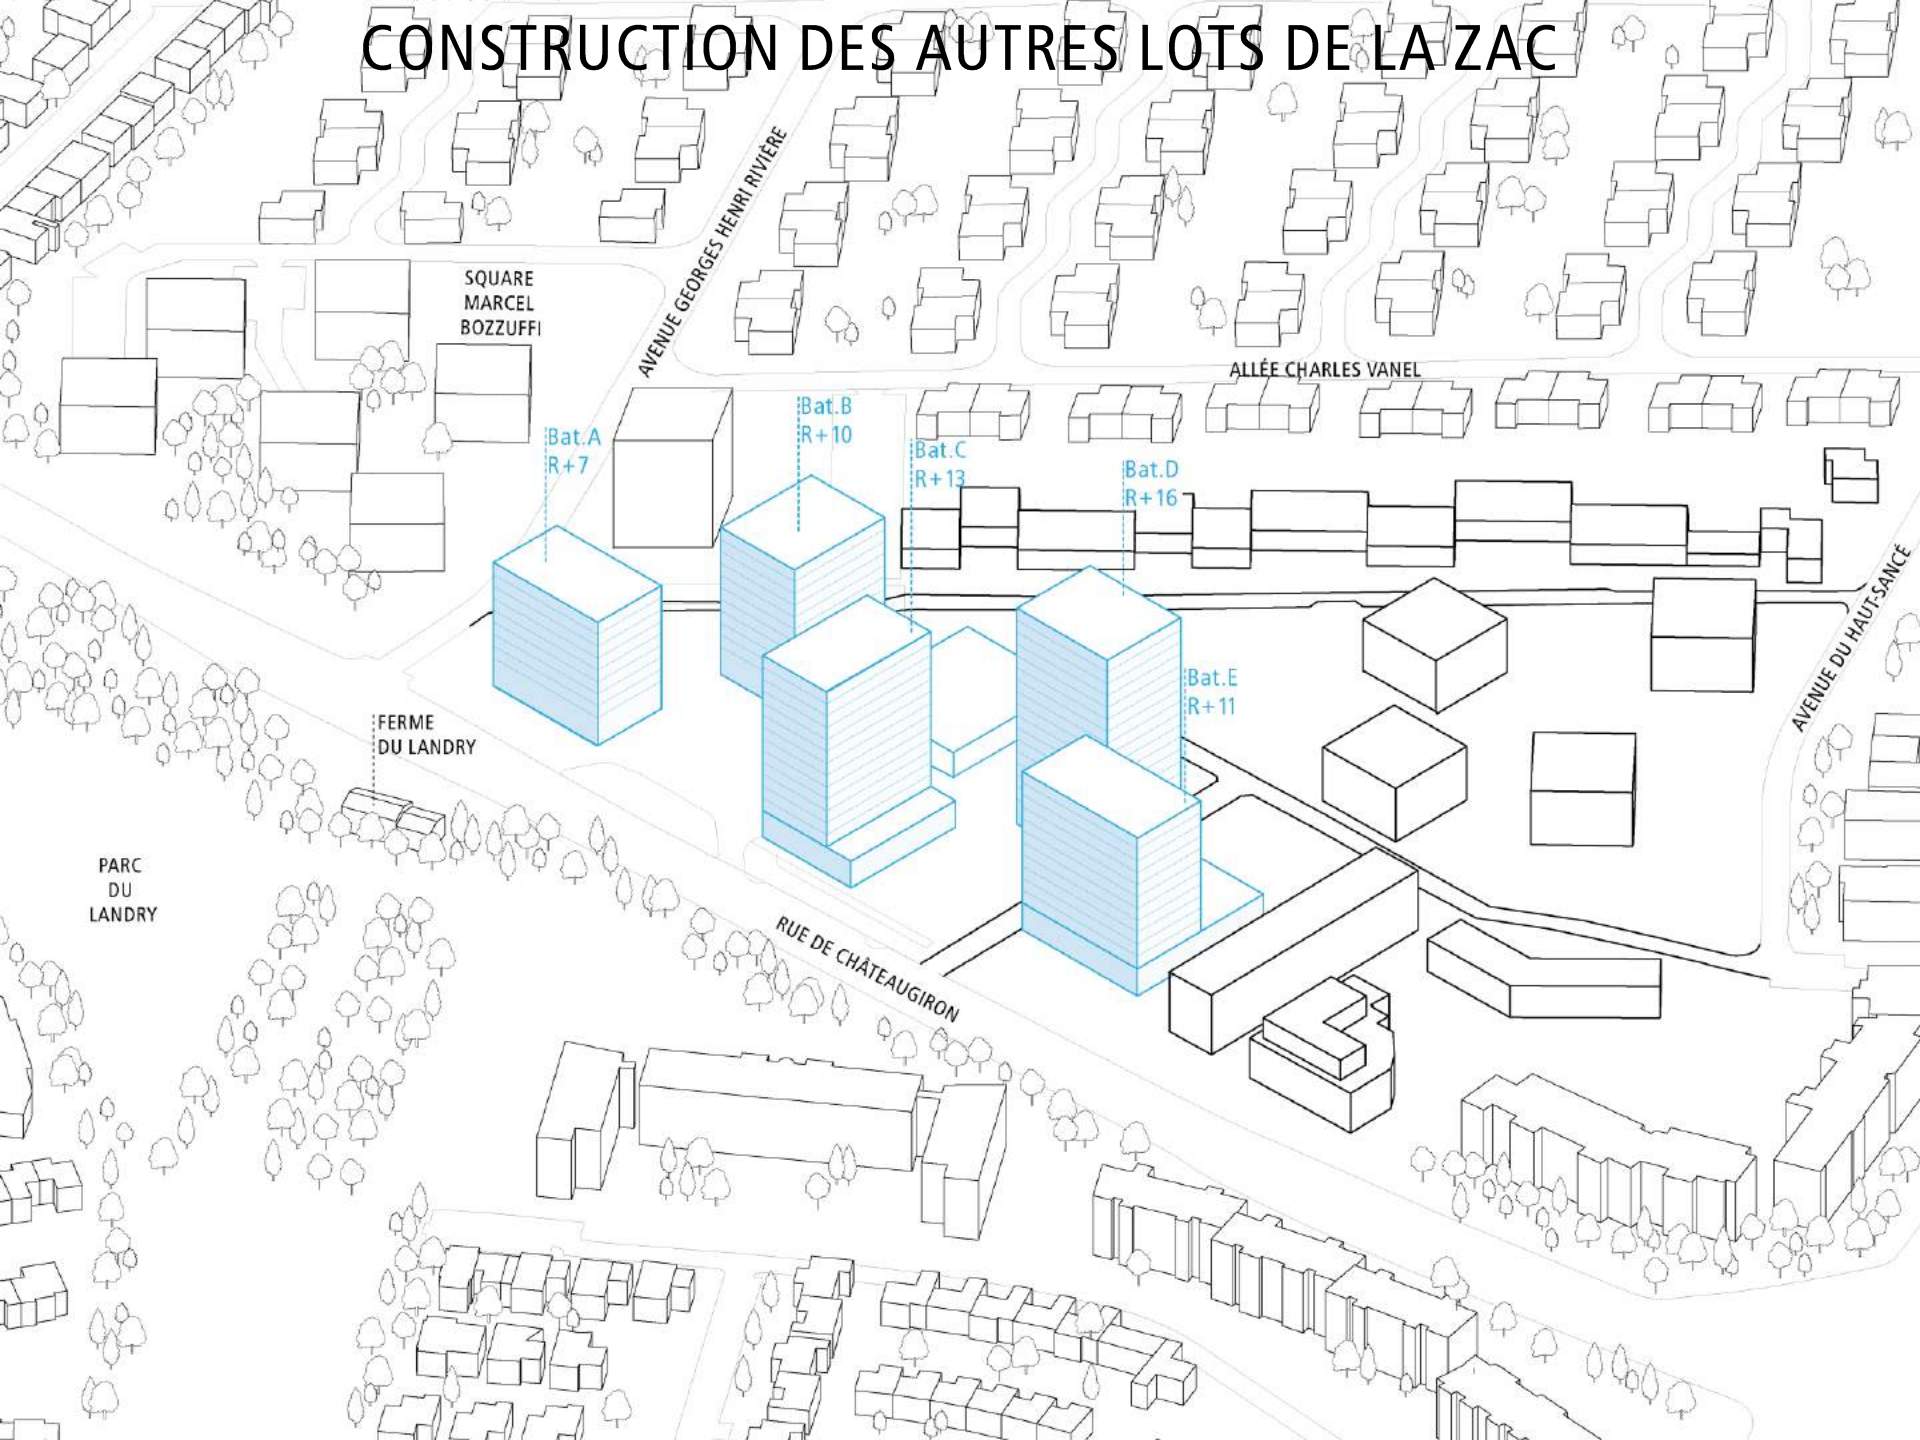 CONSTRUCTION DES AUTRES LOTS DE LA ZAC
AVENUE GEORGES HENRI RIVIÈRE
SQUARE
MARCEL
BOZZUFFI
ALLÉE CHARLES VANEL
Bat.A
R+7
Bat.B
R+10
Bat.C
R+13
Bat.D
R+16
Bat.E
R+11
AVENUE DU HAUT-SANCÉ
FERME
DU LANDRY
PARC
DU
LANDRY
RUE DE CHÂTEAUGIRON